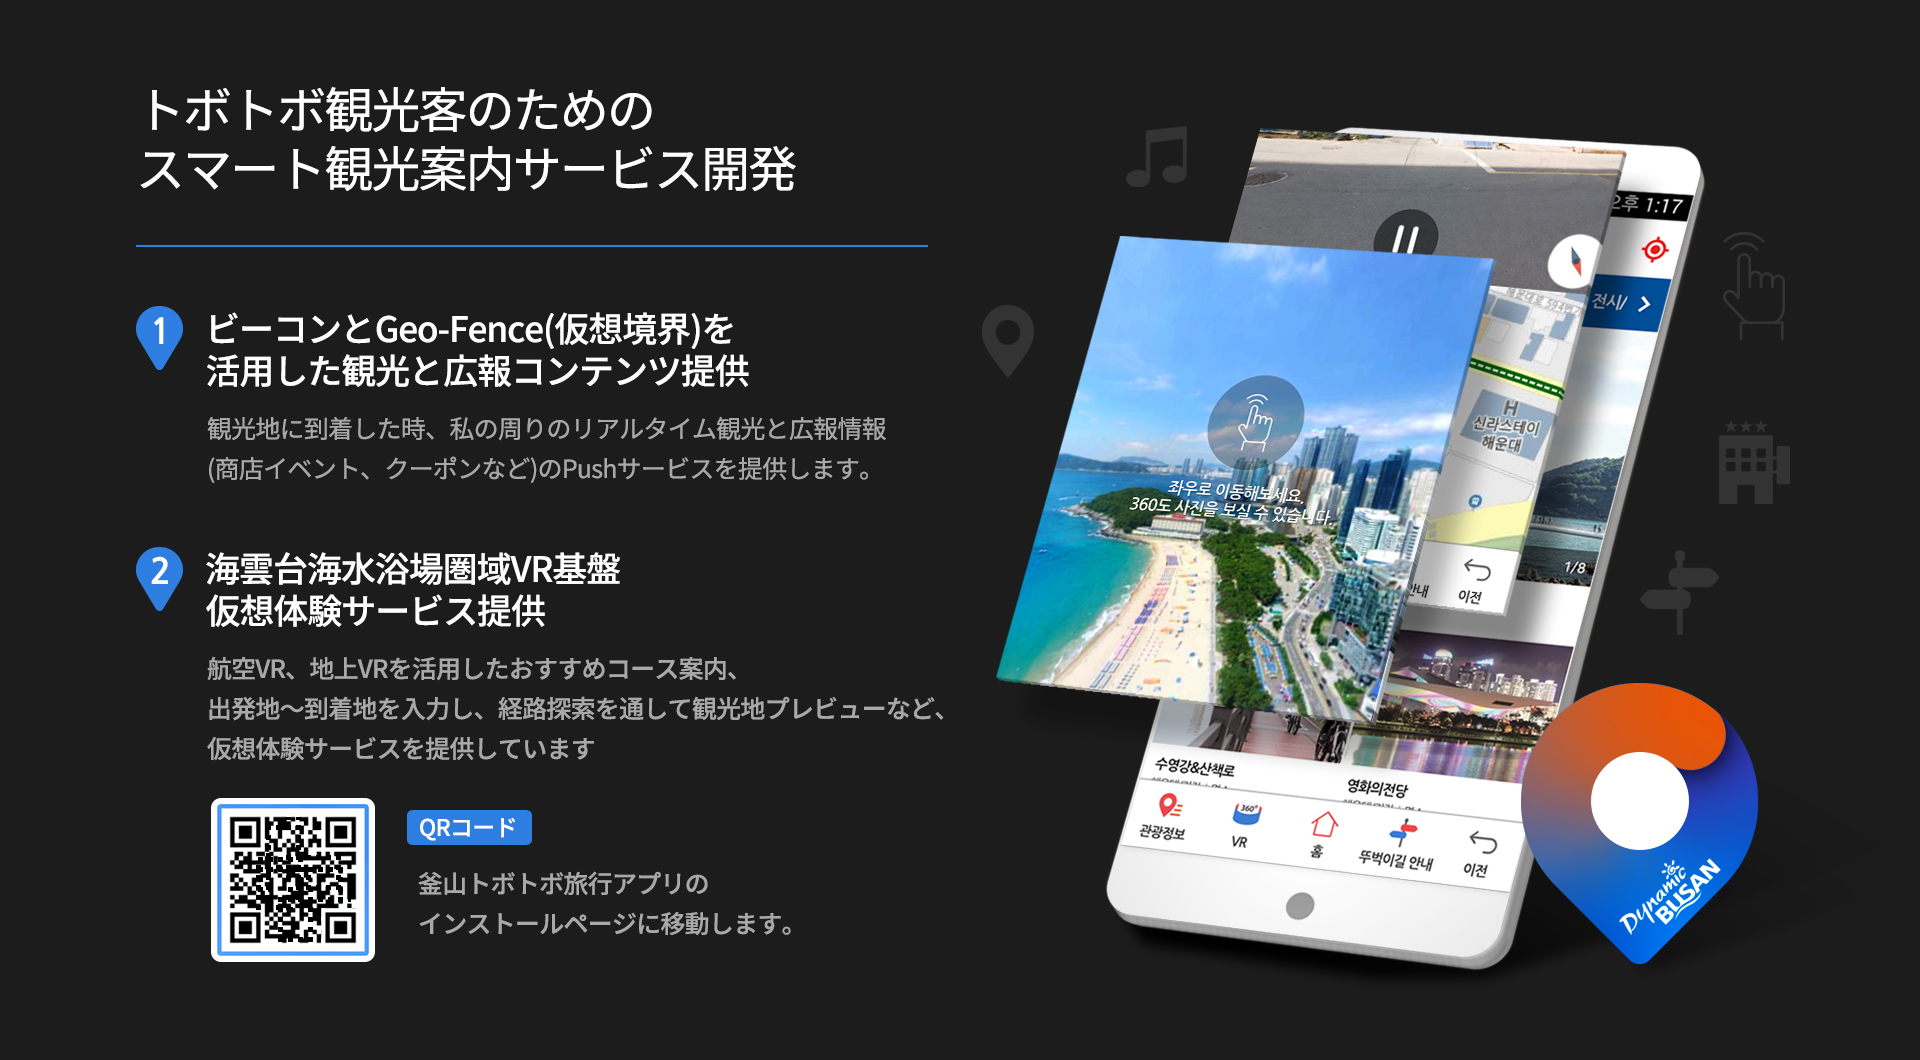 トボトボ観光客のための
スマート観光案内サービス開発
1
ビーコンとGeo-Fence(仮想境界)を
活用した観光と広報コンテンツ提供
観光地に到着した時、私の周りのリアルタイム観光と広報情報
(商店イベント、クーポンなど)のPushサービスを提供します。
2
海雲台海水浴場圏域VR基盤
仮想体験サービス提供
航空VR、地上VRを活用したおすすめコース案内、
出発地～到着地を入力し、経路探索を通して観光地プレビューなど、
仮想体験サービスを提供しています
QRコード
釜山トボトボ旅行アプリの
インストールページに移動します。
오후 1:17
전시/
해운대로 594번
H
신라스테이
해운대
좌우로 이동해보세요.
360도 사진을 보실 수 있습니다.
1/8
안내
이전
수영강&산책로
영화의전당
관광정보
360°
VR
홈
뚜벅이길 안내
이전
Dynamic
BUSAN